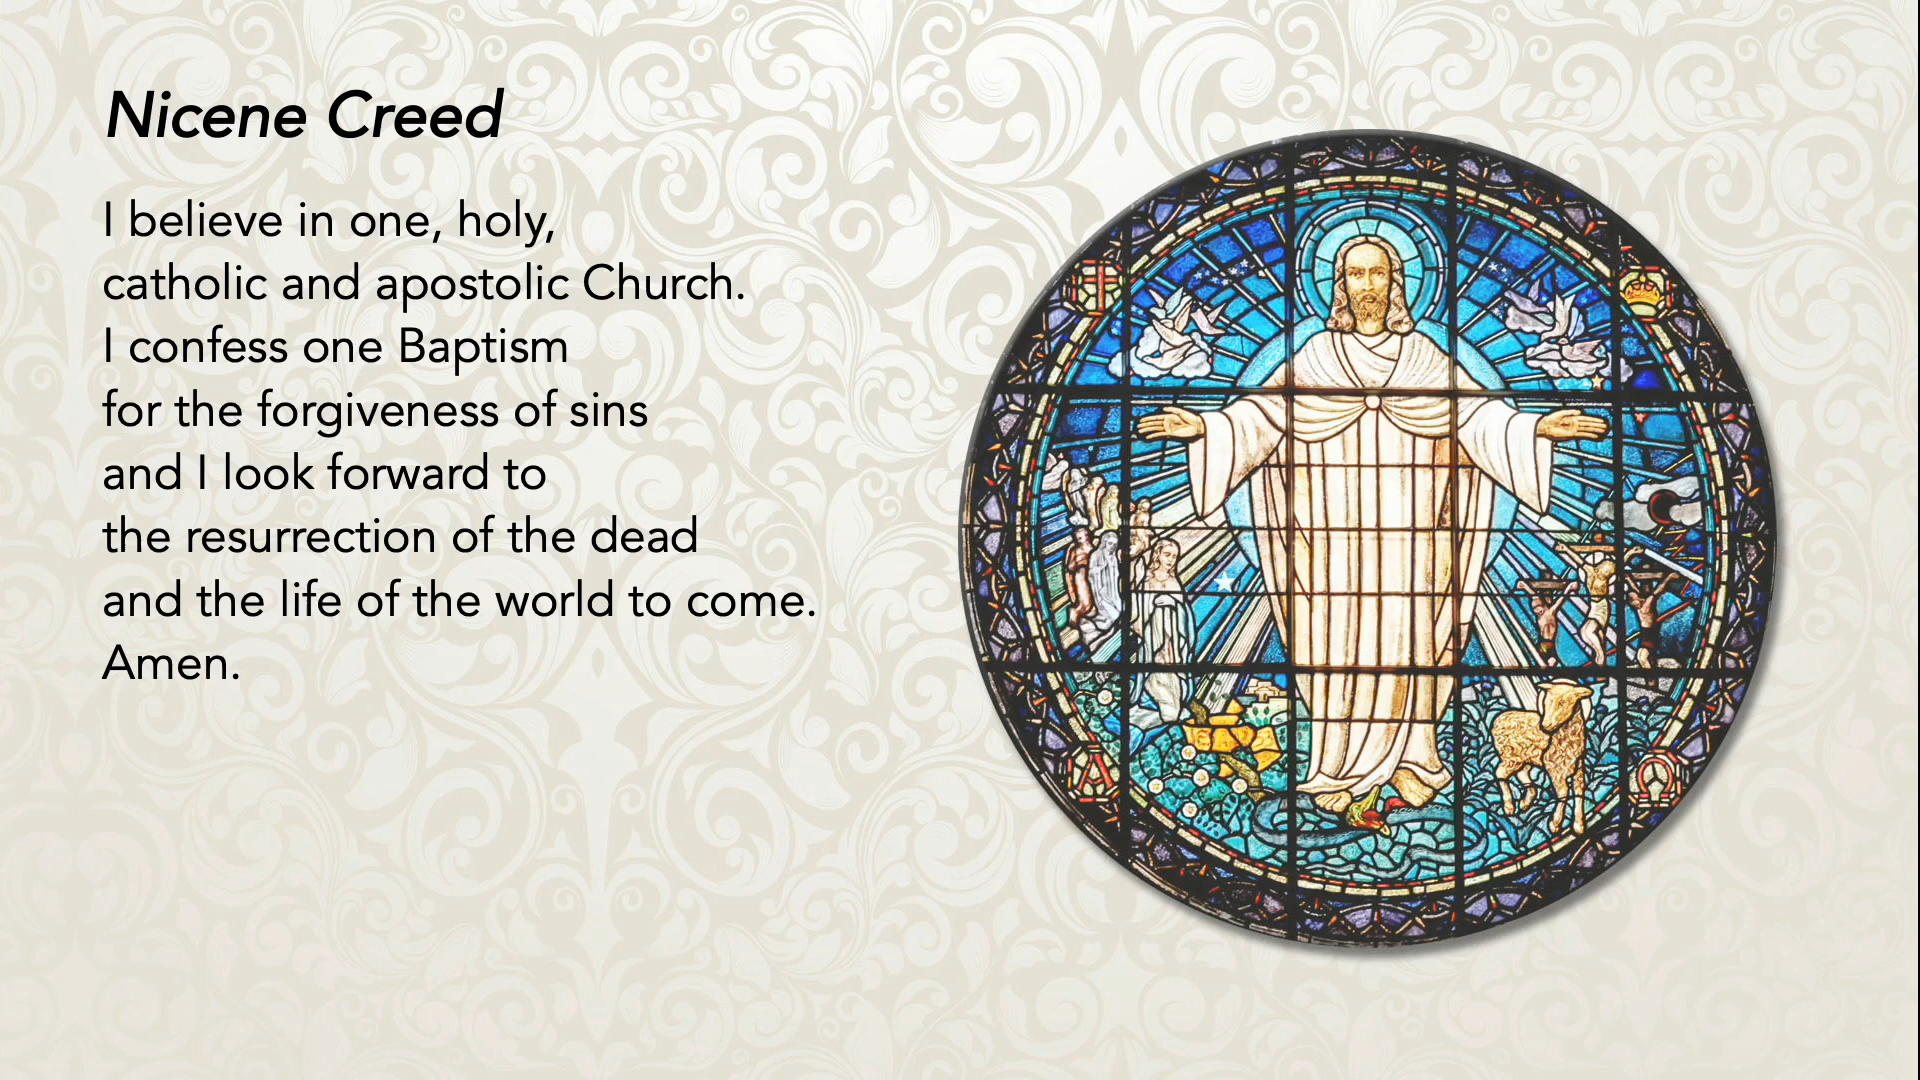 Nicene Creed
I believe in one, holy,
catholic and apostolic Church.
I confess one Baptism
for the forgiveness of sins
and I look forward to
the resurrection of the dead
and the life of the world to come.
Amen.
Α
Ω